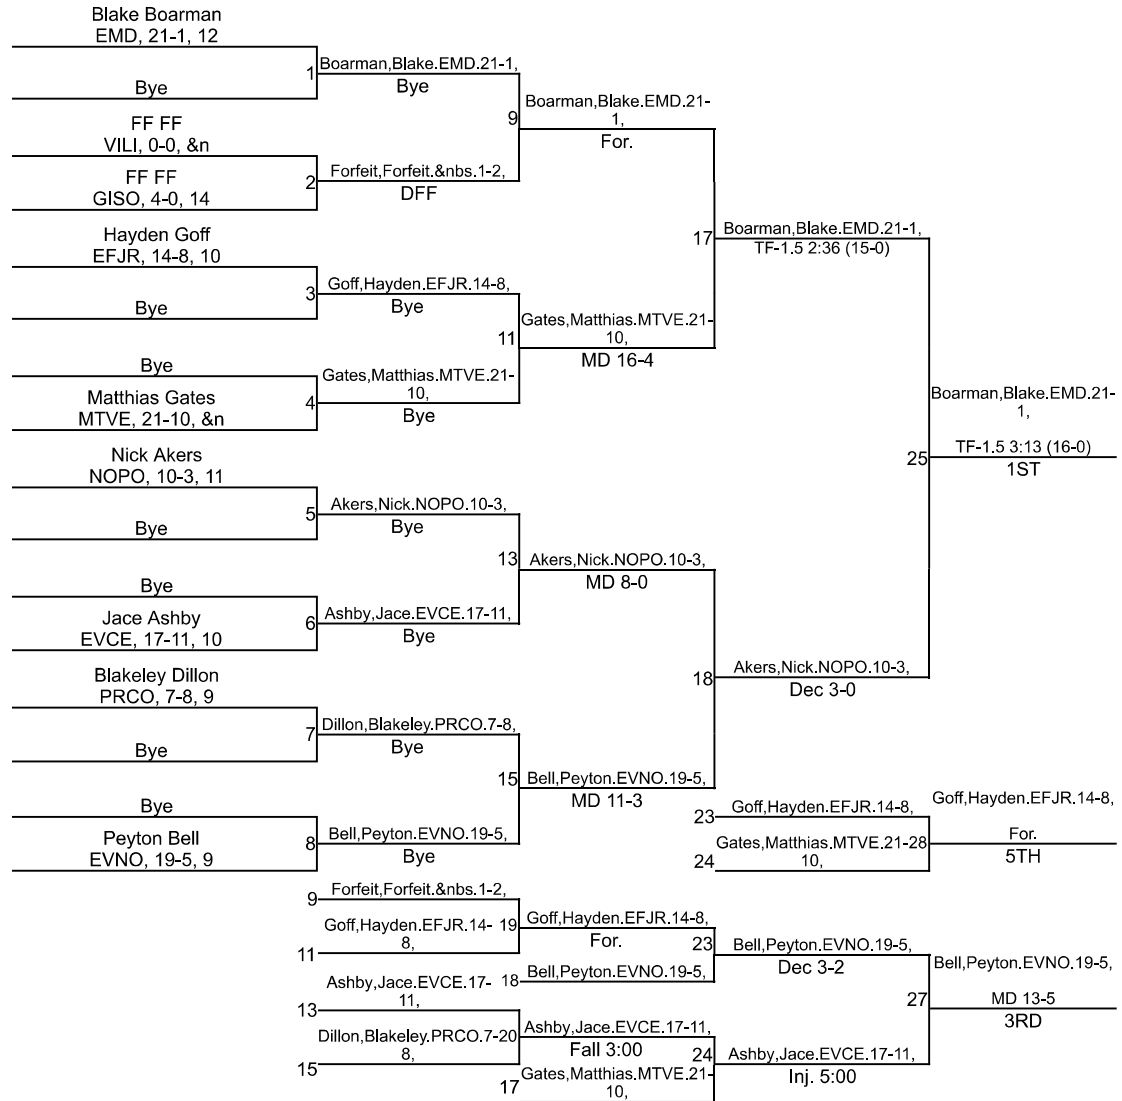 Blake Boarman
EMD, 21-1, 12
1
Boarman,Blake.EMD.21-1,
Bye
Bye
9
Boarman,Blake.EMD.21-
1,
For.
FF FF
VILI, 0-0, &n
2
Forfeit,Forfeit.&nbs.1-2,
DFF
FF FF
GISO, 4-0, 14
17
Boarman,Blake.EMD.21-1,
TF-1.5 2:36 (15-0)
Hayden Goff
EFJR, 14-8, 10
3
Goff,Hayden.EFJR.14-8,
Bye
Bye
11
Gates,Matthias.MTVE.21-
10,
MD 16-4
Bye
4
Gates,Matthias.MTVE.21-
10,
Bye
Matthias Gates
MTVE, 21-10, &n
25
Boarman,Blake.EMD.21-
1,
TF-1.5 3:13 (16-0)
1ST
Nick Akers
NOPO, 10-3, 11
5
Akers,Nick.NOPO.10-3,
Bye
Bye
13
Akers,Nick.NOPO.10-3,
MD 8-0
Bye
6
Ashby,Jace.EVCE.17-11,
Bye
Jace Ashby
EVCE, 17-11, 10
18
Akers,Nick.NOPO.10-3,
Dec 3-0
Blakeley Dillon
PRCO, 7-8, 9
7
Dillon,Blakeley.PRCO.7-8,
Bye
Bye
15
Bell,Peyton.EVNO.19-5,
MD 11-3
Bye
8
Bell,Peyton.EVNO.19-5,
Bye
Peyton Bell
EVNO, 19-5, 9
23
Goff,Hayden.EFJR.14-8,
Goff,Hayden.EFJR.14-8,
For.
5TH
24
Gates,Matthias.MTVE.21-28
10,
9
Forfeit,Forfeit.&nbs.1-2,
19
Goff,Hayden.EFJR.14-8,
For.
11
Goff,Hayden.EFJR.14-
8,
23
Bell,Peyton.EVNO.19-5,
Dec 3-2
18
Bell,Peyton.EVNO.19-5,
27
Bell,Peyton.EVNO.19-5,
MD 13-5
3RD
13
Ashby,Jace.EVCE.17-
11,
Ashby,Jace.EVCE.17-11,
Fall 3:00
15
Dillon,Blakeley.PRCO.7-20
8,
24
Ashby,Jace.EVCE.17-11,
Inj. 5:00
17
Gates,Matthias.MTVE.21-
10,